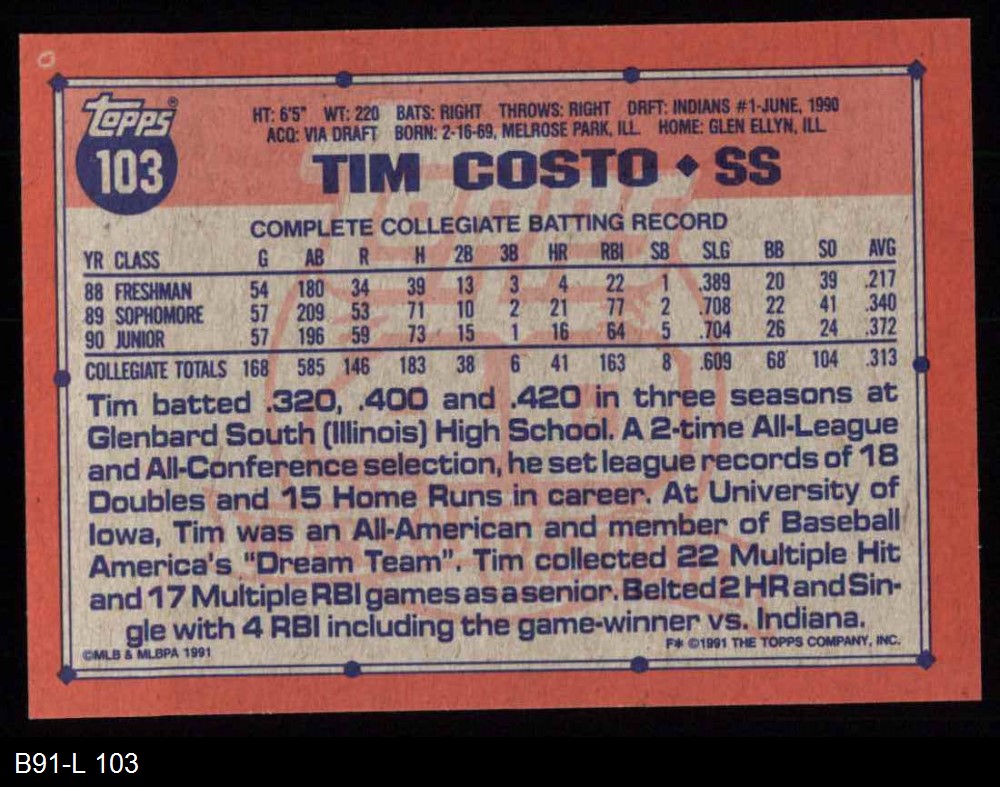 Topps®
103
HT: 6'5" WT: 220 BATS: RIGHT THROWS: RIGHT DRFT: INDIANS #1-JUNE, 1990
ACQ: VIA DRAFT BORN: 2-16-69, MELROSE PARK, ILL. HOME: GLEN ELLYN, ILL.
TIM COSTO ◆ SS
COMPLETE COLLEGIATE BATTING RECORD
YR CLASS G AB R H 2B 3B HR RBI SB SLG BB SO AVG
88 FRESHMAN 54 180 34 39 13 3 4 22 1 .389 20 39 .217
89 SOPHOMORE 57 209 53 71 10 2 21 77 2 .708 22 41 .340
90 JUNIOR 57 196 59 73 15 1 16 64 5 .704 26 24 .372
COLLEGIATE TOTALS 168 585 146 183 38 6 41 163 8 .609 68 104 .313
Tim batted .320, .400 and .420 in three seasons at
Glenbard South (Illinois) High School. A 2-time All-League
and All-Conference selection, he set league records of 18
Doubles and 15 Home Runs in career. At University of
Iowa, Tim was an All-American and member of Baseball
America's "Dream Team". Tim collected 22 Multiple Hit
and 17 Multiple RBI games as a senior. Belted 2 HR and Sin-
gle with 4 RBI including the game-winner vs. Indiana.
©MLB & MLBPA 1991
F* ©1991 THE TOPPS COMPANY, INC.
B91-L 103